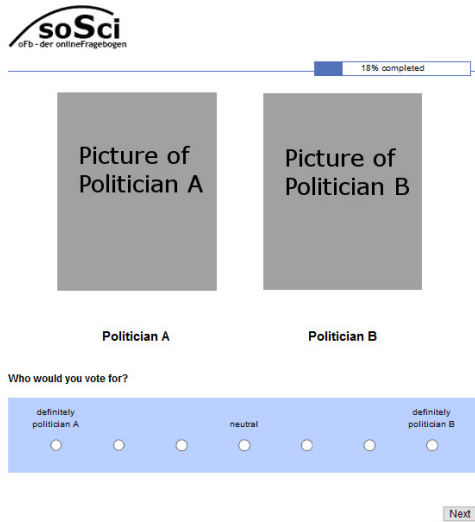 soSci
oFb - der onlineFragebogen
18% completed
Picture of
Politician A
Picture of
Politician B
Politician A
Politician B
Who would you vote for?
definitely
politician A
neutral
definitely
politician B
Next